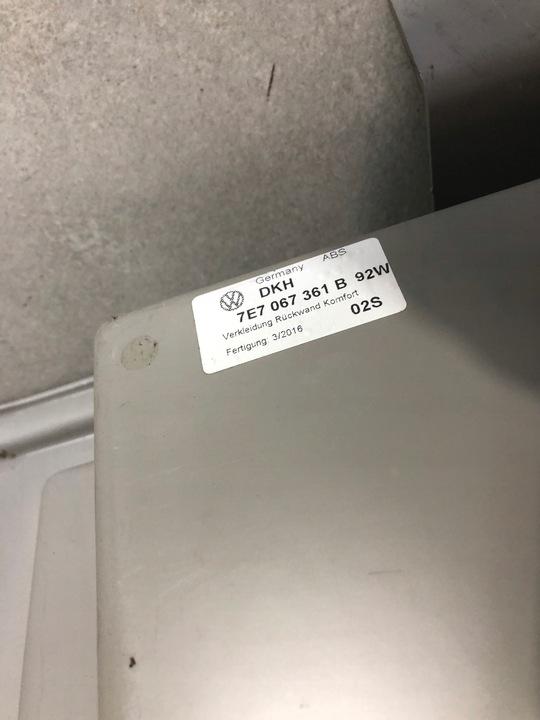 Germany ABS
DKH
7E7 067 361 B 92W
Verkleidung Rückwand Komfort
02S
Fertigung: 3/2016